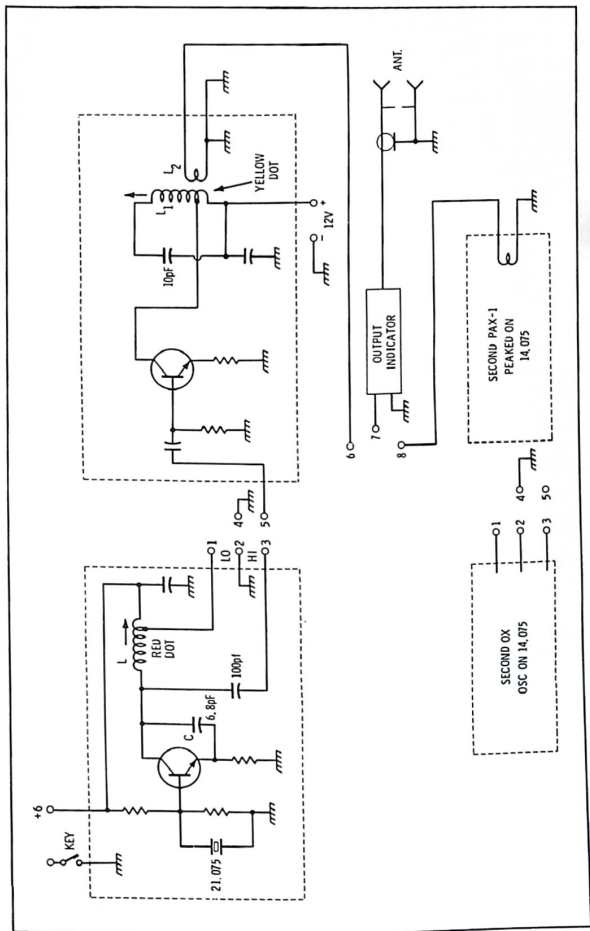 KEY
+6
21.075
C
6.8pF
100pf
L
RED
DOT
1
LO
2
HI
3
4
5
10pF
L1
L2
YELLOW
DOT
-
+
12V
6
7
8
OUTPUT
INDICATOR
ANT.
SECOND OX
OSC ON 14,075
1
2
3
4
5
SECOND PAX-1
PEAKED ON
14,075